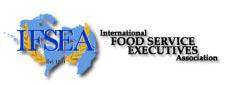 IFSEA
International
FOOD SERVICE
EXECUTIVES
Association